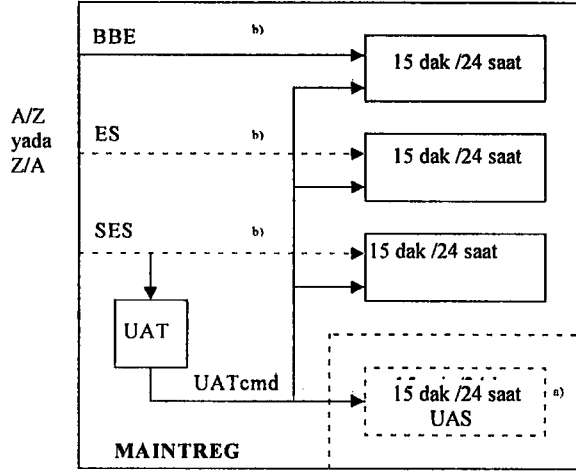 BBE b)
15 dak /24 saat
A/Z
yada
Z/A
ES b)
15 dak /24 saat
SES b)
15 dak /24 saat
UAT
UATcmd
15 dak /24 saat a)
UAS
MAINTREG